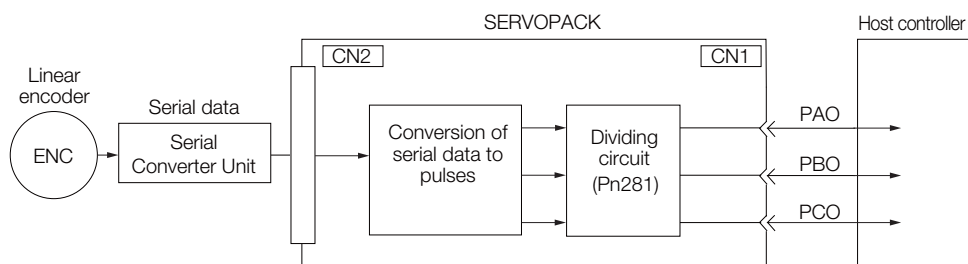 SERVOPACK
Host controller
CN2
CN1
Linear
encoder
Serial data
ENC
Serial
Converter Unit
Conversion of
serial data to
pulses
Dividing
circuit
(Pn281)
PAO
PBO
PCO